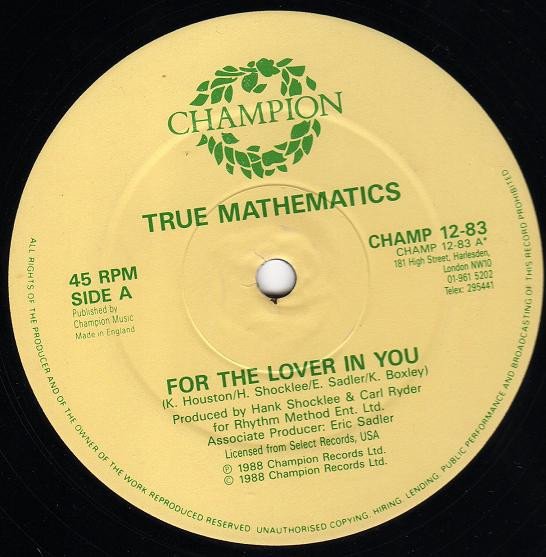 CHAMPION
TRUE MATHEMATICS
CHAMP 12-83
CHAMP 12-83 A*
181 High Street, Harlesden,
London NW10
01-961 5202
Telex: 295441
45 RPM
SIDE A
Published by
Champion Music
Made in England
FOR THE LOVER IN YOU
(K. Houston/H. Shocklee/E. Sadler/K. Boxley)
Produced by Hank Shocklee & Carl Ryder
for Rhythm Method Ent. Ltd.
Associate Producer: Eric Sadler
Licensed from Select Records, USA
℗ 1988 Champion Records Ltd.
© 1988 Champion Records Ltd.
ALL RIGHTS OF THE PRODUCER AND OF THE OWNER OF THE WORK REPRODUCED RESERVED. UNAUTHORISED COPYING, HIRING, LENDING, PUBLIC PERFORMANCE AND BROADCASTING OF THIS RECORD PROHIBITED